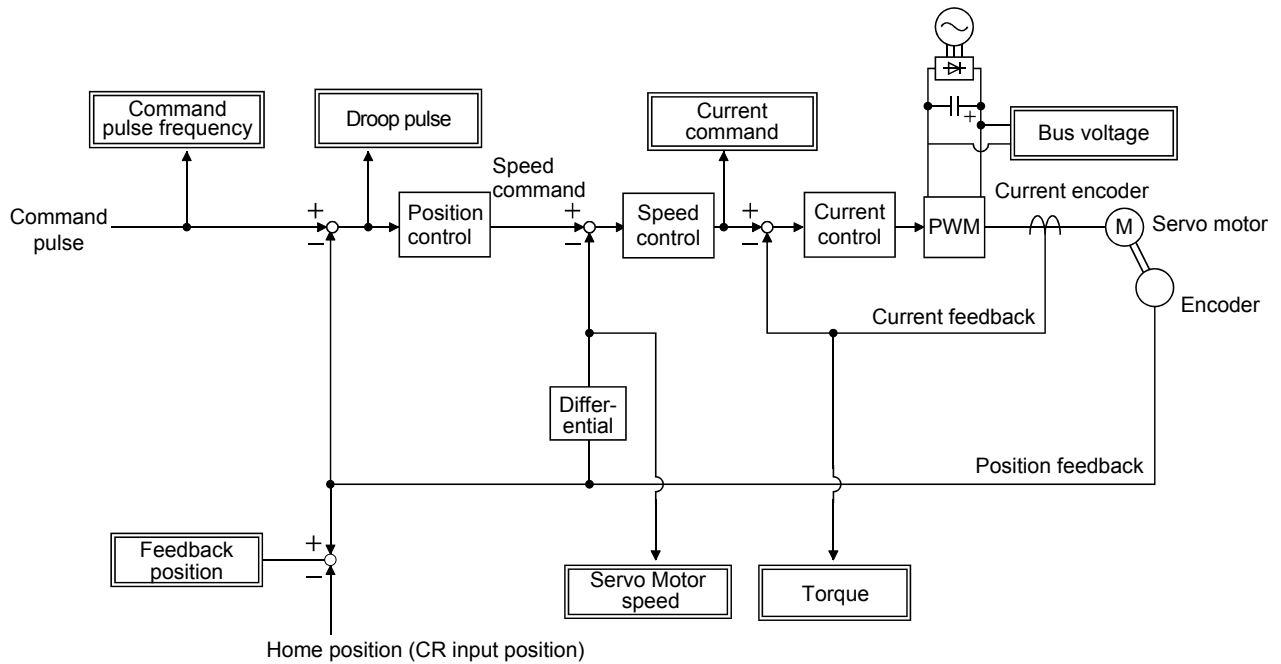 Command
pulse frequency
Droop pulse
Current
command
Bus voltage
Speed
command
Current encoder
Command
pulse
+
−
Position
control
+
−
Speed
control
+
−
Current
control
PWM
+
M
Servo motor
Encoder
Current feedback
Differ-
ential
Position feedback
Feedback
position
+
−
Servo Motor
speed
Torque
Home position (CR input position)